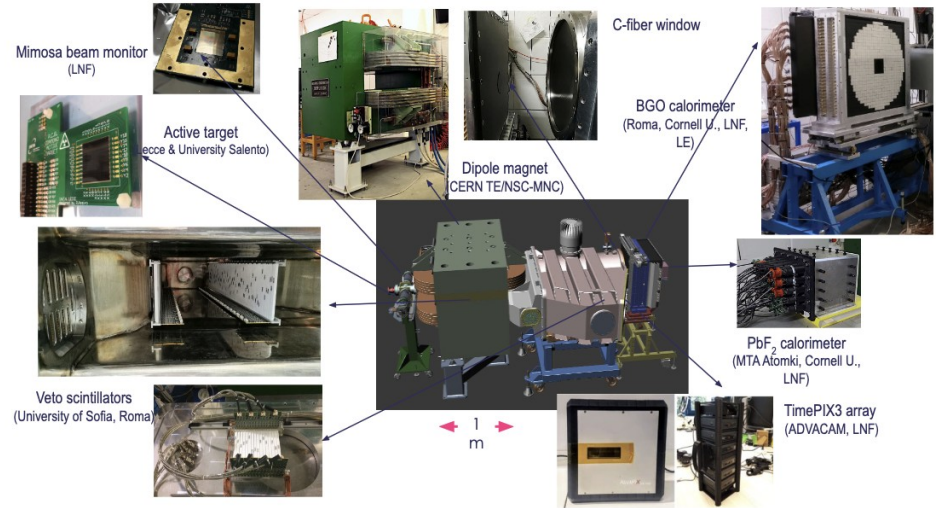 Mimosa beam monitor
(LNF)
Active target
(Lecce & University Salento)
C-fiber window
BGO calorimeter
(Roma, Cornell U., LNF,
LE)
Dipole magnet
(CERN TE/NSC-MNC)
PbF₂ calorimeter
(MTA Atomki, Cornell U.,
LNF)
Veto scintillators
(University of Sofia, Roma)
1
m
TimePIX3 array
(ADVACAM, LNF)